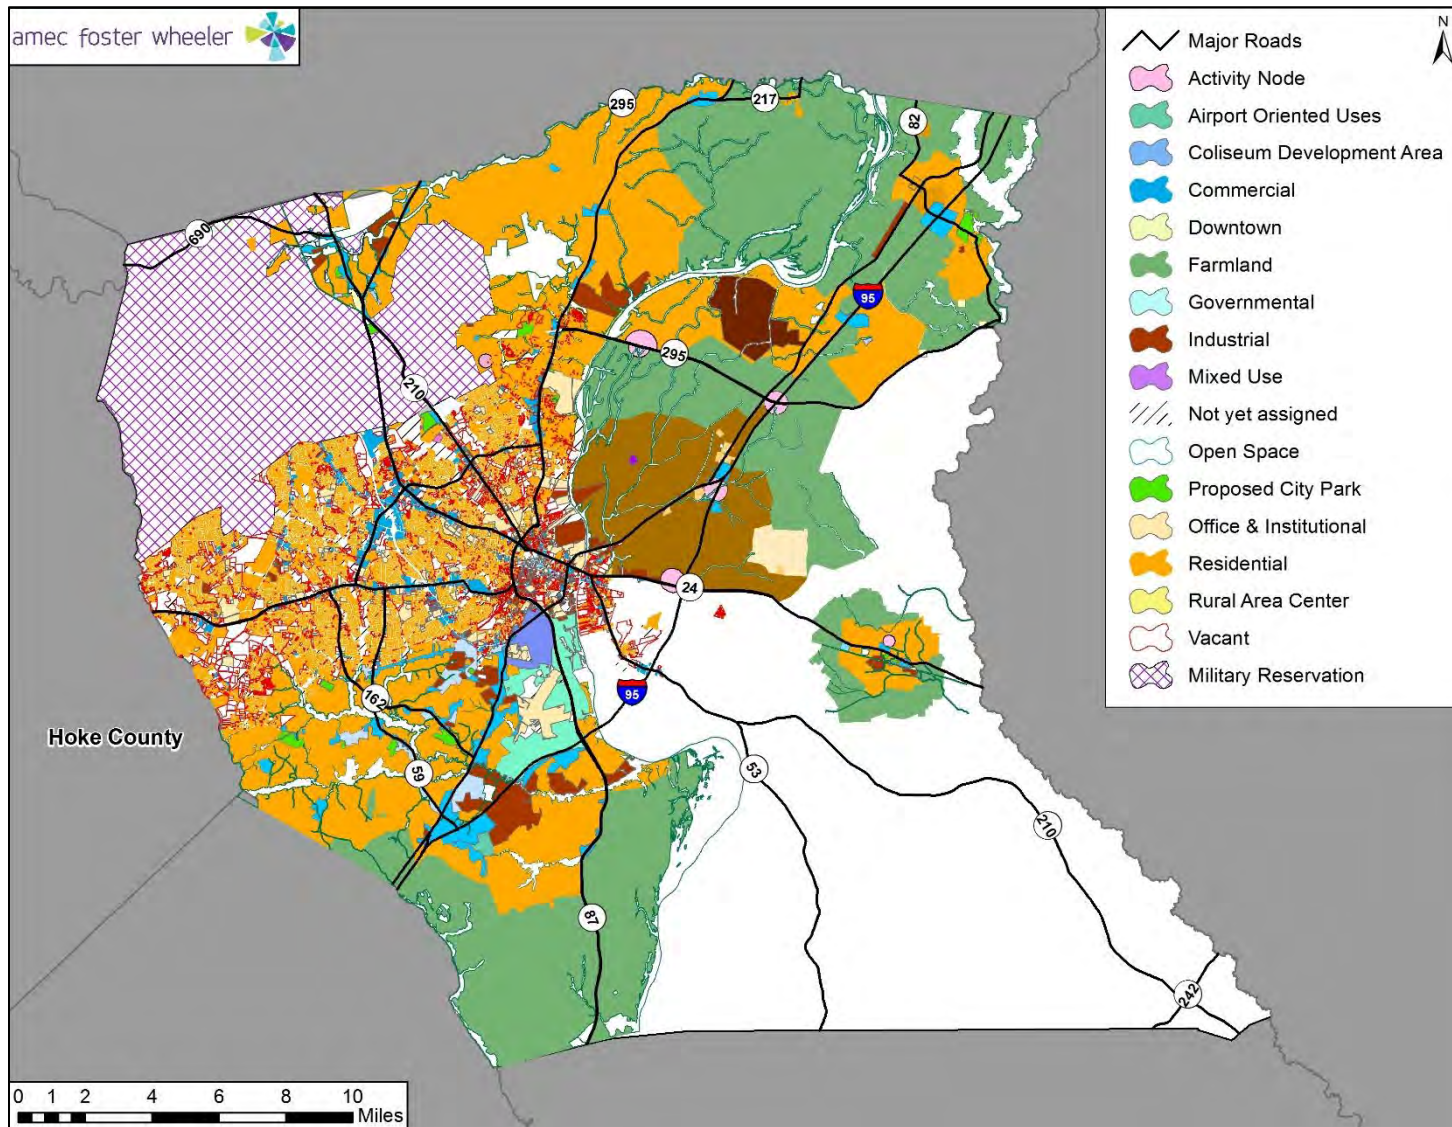 amec foster wheeler
N
Major Roads
Activity Node
Airport Oriented Uses
Coliseum Development Area
Commercial
Downtown
Farmland
Governmental
Industrial
Mixed Use
Not yet assigned
Open Space
Proposed City Park
Office & Institutional
Residential
Rural Area Center
Vacant
Military Reservation
295
217
82
690
95
295
210
24
95
162
Hoke County
59
53
210
87
242
0 1 2 4 6 8 10
Miles